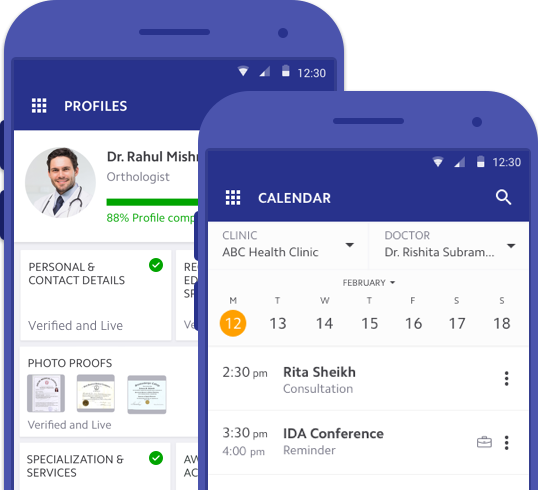 12:30
PROFILES
Dr. Rahul Mishr
Orthologist
88% Profile comp
PERSONAL &
CONTACT DETAILS
Verified and Live
RE
ED
SP
Ve
PHOTO PROOFS
Verified and Live
SPECIALIZATION &
SERVICES
AV
AC
12:30
CALENDAR
CLINIC
ABC Health Clinic
DOCTOR
Dr. Rishita Subram...
FEBRUARY
M T W T F S S
12 13 14 15 16 17 18
2:30 pm Rita Sheikh
Consultation
3:30 pm IDA Conference
4:00 pm Reminder